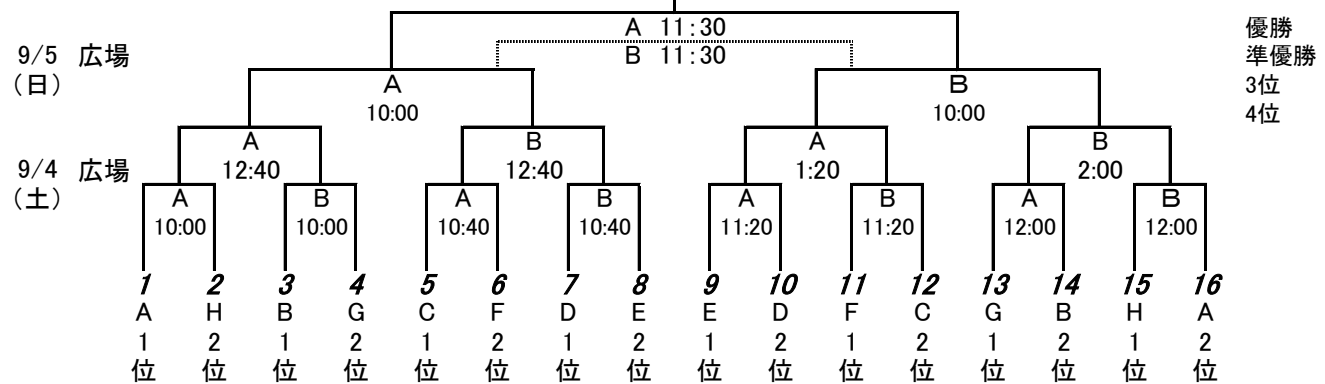 A 11:30
優勝
9/5 広場
B 11:30
準優勝
(日)
A
B
3位
10:00
10:00
4位
A
B
A
B
9/4 広場
12:40
12:40
1:20
2:00
(土)
A B A B A B A B
10:00 10:00 10:40 10:40 11:20 11:20 12:00 12:00
1 2 3 4 5 6 7 8 9 10 11 12 13 14 15 16
A H B G C F D E E D F C G B H A
1 2 1 2 1 2 1 2 1 2 1 2 1 2 1 2
位 位 位 位 位 位 位 位 位 位 位 位 位 位 位 位